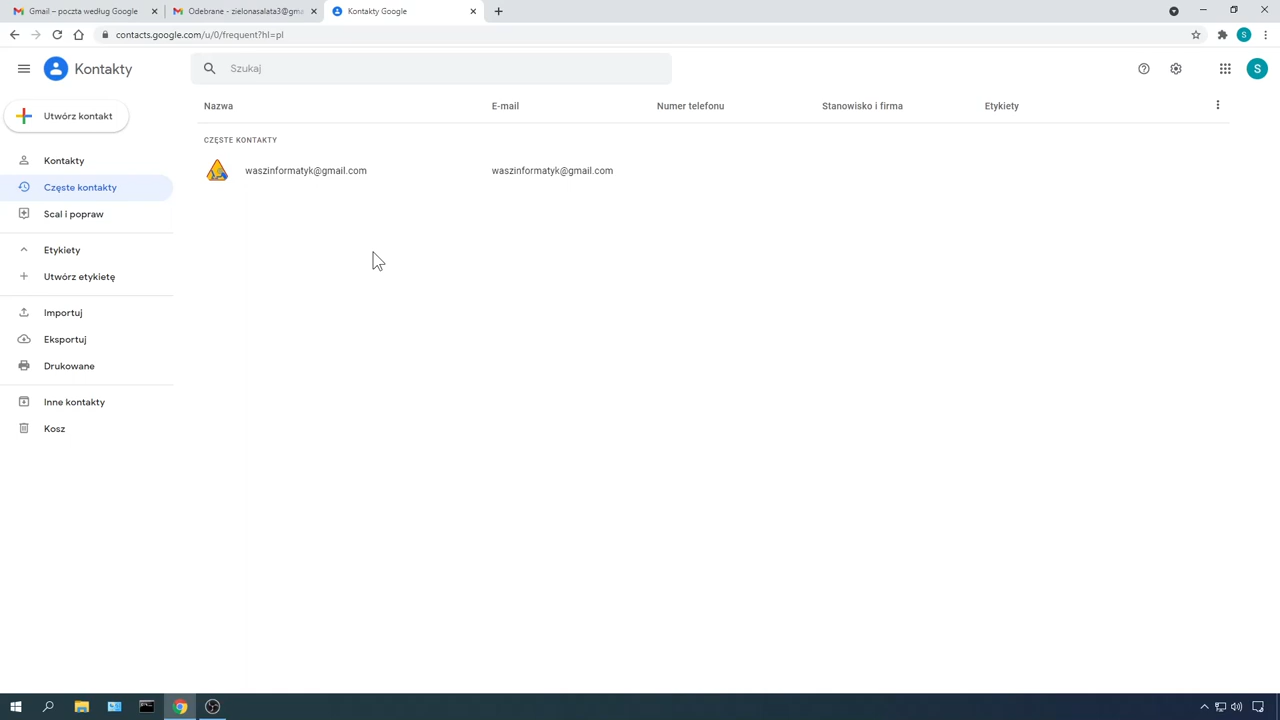 Gmail – poczta według Google
Odebrane - zielonasalata3@gma
Kontakty Google
contacts.google.com/u/0/frequent?hl=pl
S
Kontakty
Szukaj
S
Utwórz kontakt
Nazwa
E-mail
Numer telefonu
Stanowisko i firma
Etykiety
CZĘSTE KONTAKTY
waszinformatyk@gmail.com
waszinformatyk@gmail.com
Kontakty
Częste kontakty
Scal i popraw
Etykiety
Utwórz etykietę
Importuj
Eksportuj
Drukowane
Inne kontakty
Kosz